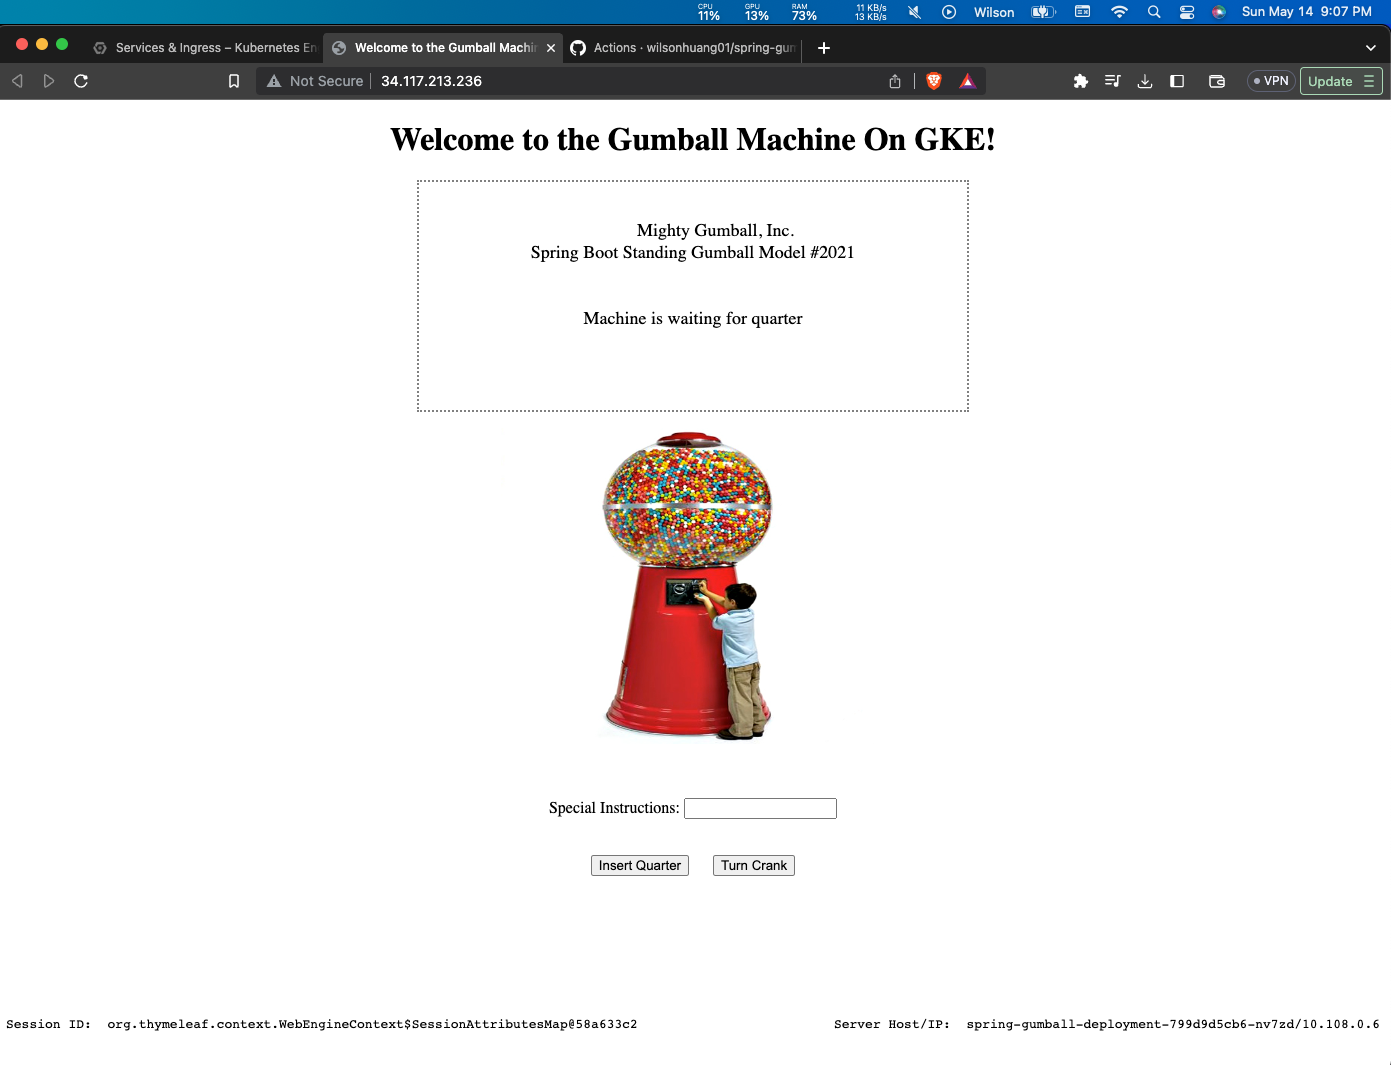 CPU 11% GPU 13% RAM 73% 11 KB/s 13 KB/s Wilson Sun May 14 9:07 PM
Services & Ingress – Kubernetes En Welcome to the Gumball Machin Actions · wilsonhuang01/spring-gum
Not Secure 34.117.213.236 VPN Update
Welcome to the Gumball Machine On GKE!
Mighty Gumball, Inc.
Spring Boot Standing Gumball Model #2021
Machine is waiting for quarter
Special Instructions:
Insert Quarter Turn Crank
Session ID: org.thymeleaf.context.WebEngineContext$SessionAttributesMap@58a633c2 Server Host/IP: spring-gumball-deployment-799d9d5cb6-nv7zd/10.108.0.6